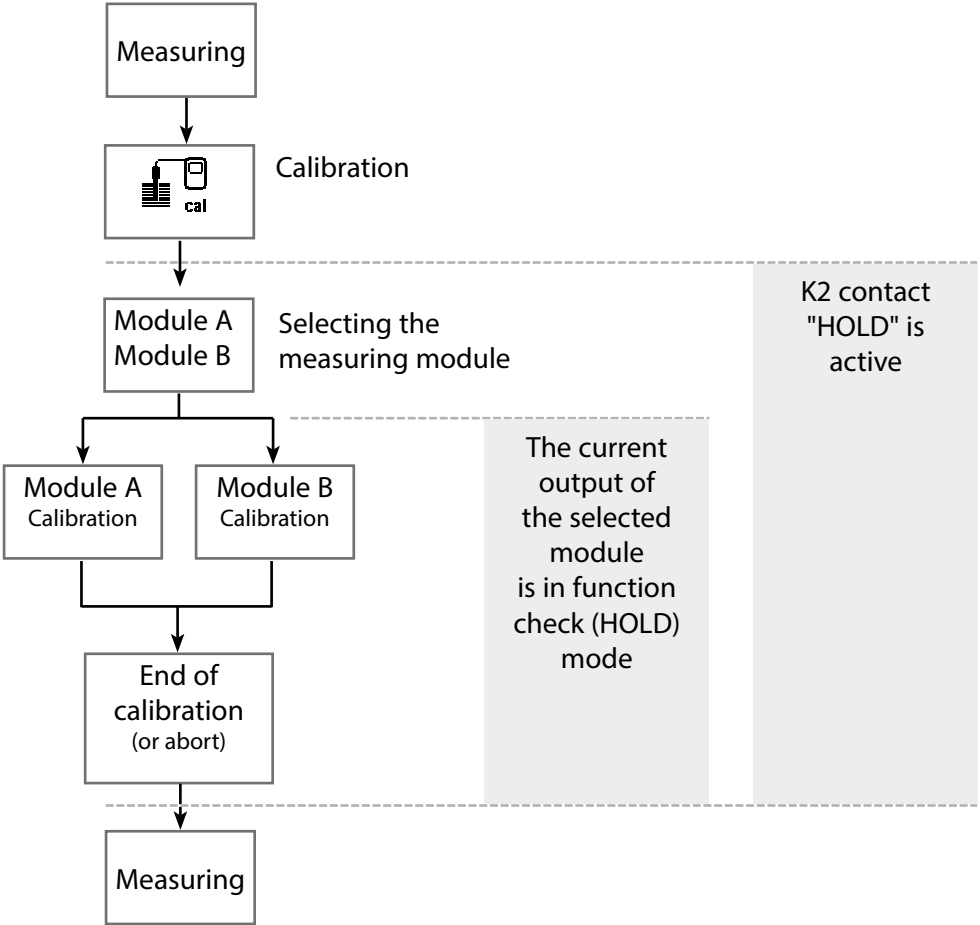 Measuring
cal
Calibration
Module A
Module B
Selecting the
measuring module
K2 contact
"HOLD" is
active
Module A
Calibration
Module B
Calibration
The current
output of
the selected
module
is in function
check (HOLD)
mode
End of
calibration
(or abort)
Measuring